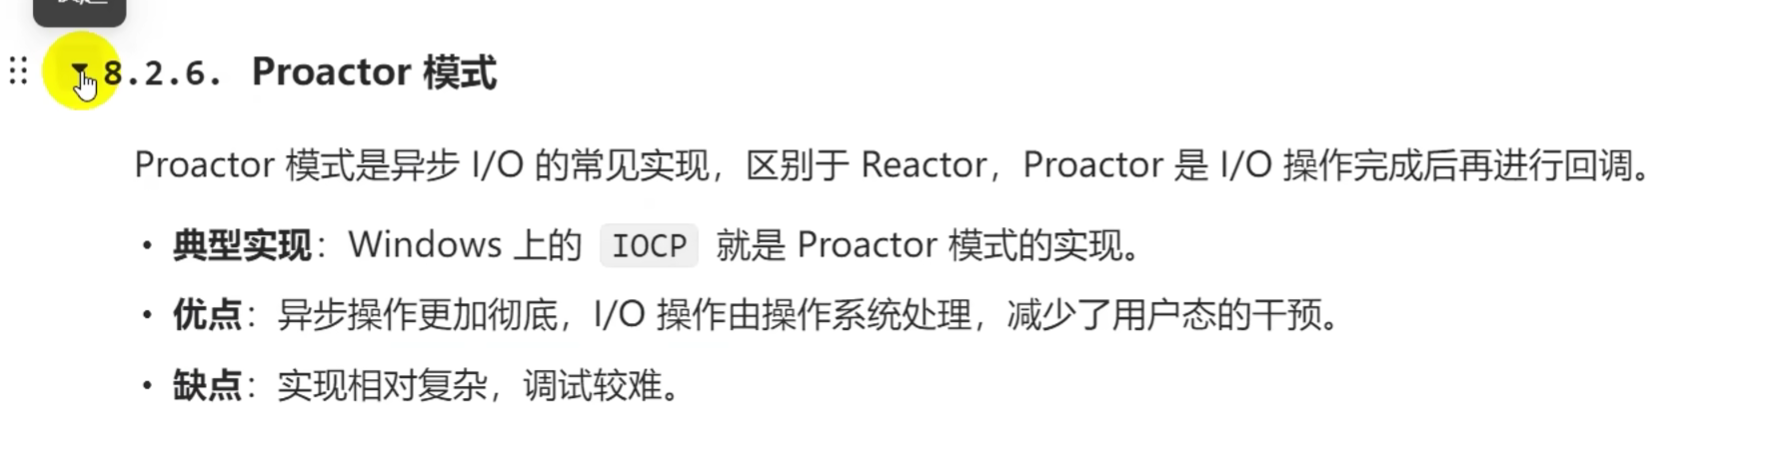 8.2.6. Proactor 模式
Proactor 模式是异步 I/O 的常见实现，区别于 Reactor，Proactor 是 I/O 操作完成后再进行回调。
• 典型实现：Windows 上的 IOCP 就是 Proactor 模式的实现。
• 优点：异步操作更加彻底，I/O 操作由操作系统处理，减少了用户态的干预。
• 缺点：实现相对复杂，调试较难。